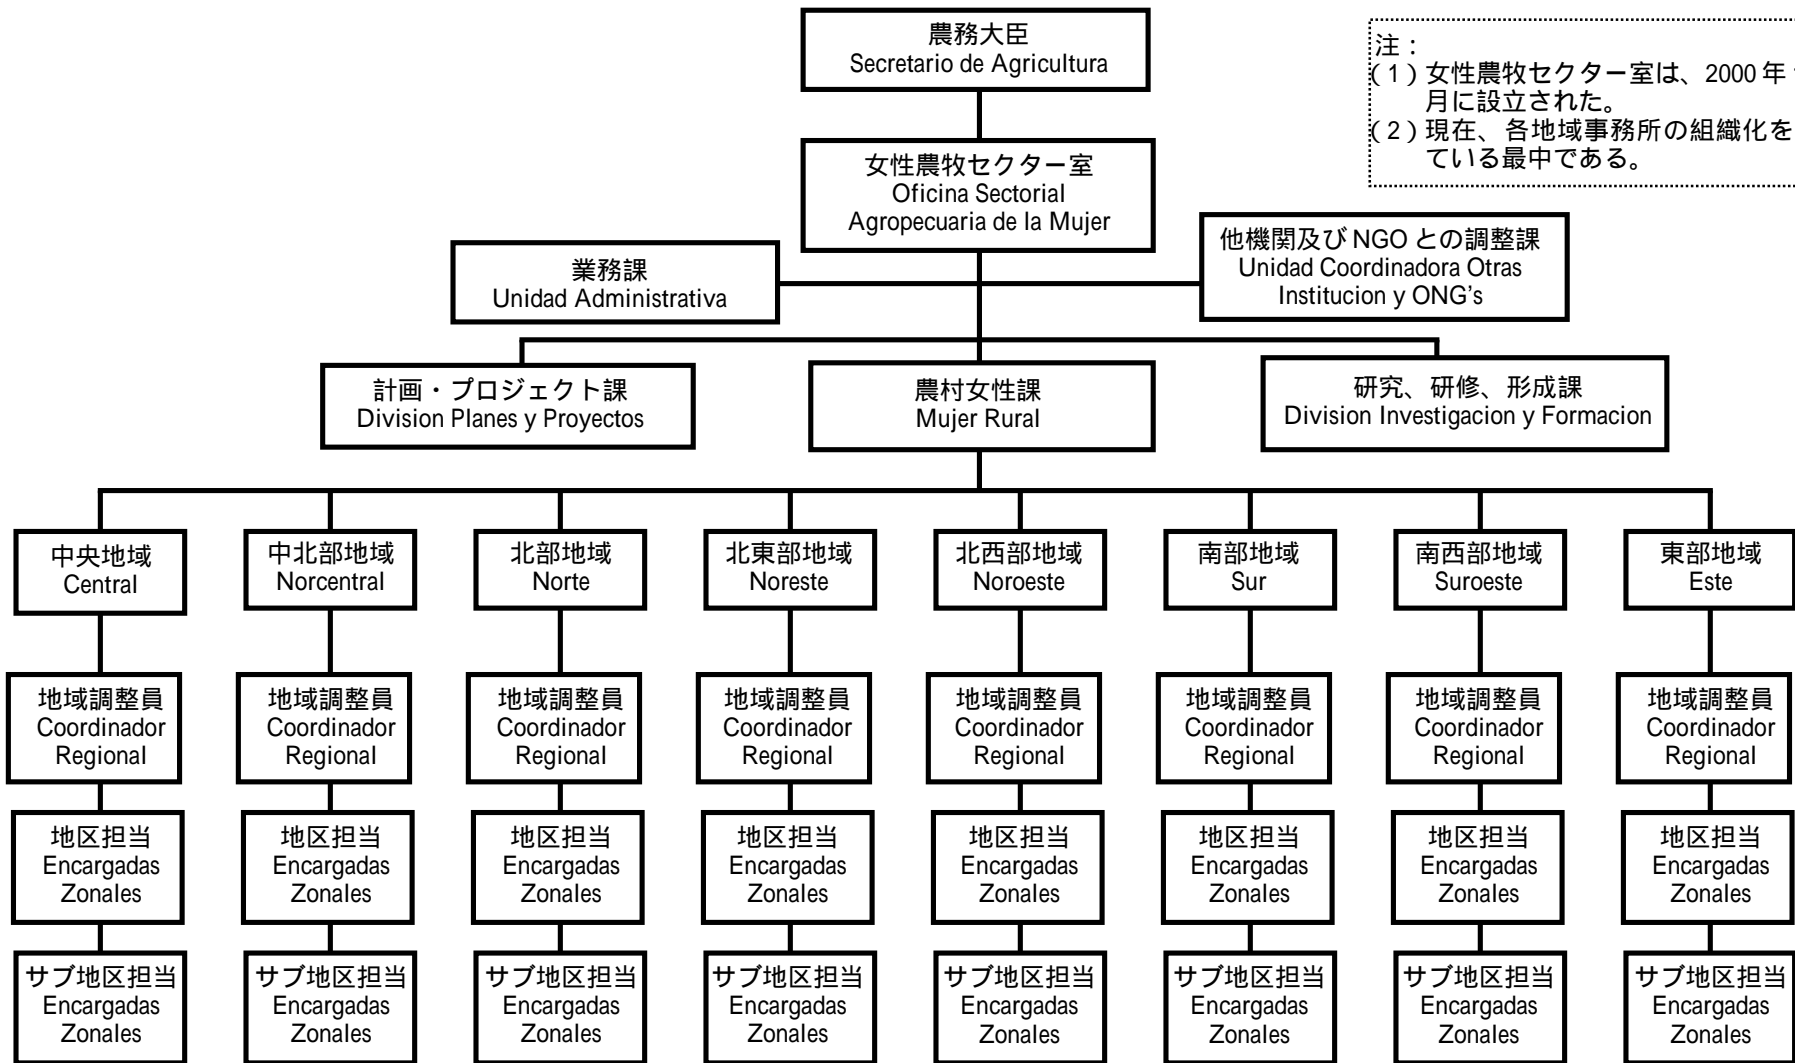 農務大臣
Secretario de Agricultura
注：
（1）女性農牧セクター室は、2000年
月に設立された。
（2）現在、各地域事務所の組織化を
ている最中である。
女性農牧セクター室
Oficina Sectorial
Agropecuaria de la Mujer
業務課
Unidad Administrativa
他機関及びNGOとの調整課
Unidad Coordinadora Otras
Institucion y ONG's
計画・プロジェクト課
Division Planes y Proyectos
農村女性課
Mujer Rural
研究、研修、形成課
Division Investigacion y Formacion
中央地域
Central
中北部地域
Norcentral
北部地域
Norte
北東部地域
Noreste
北西部地域
Noroeste
南部地域
Sur
南西部地域
Suroeste
東部地域
Este
地域調整員
Coordinador
Regional
地域調整員
Coordinador
Regional
地域調整員
Coordinador
Regional
地域調整員
Coordinador
Regional
地域調整員
Coordinador
Regional
地域調整員
Coordinador
Regional
地域調整員
Coordinador
Regional
地域調整員
Coordinador
Regional
地区担当
Encargadas
Zonales
地区担当
Encargadas
Zonales
地区担当
Encargadas
Zonales
地区担当
Encargadas
Zonales
地区担当
Encargadas
Zonales
地区担当
Encargadas
Zonales
地区担当
Encargadas
Zonales
地区担当
Encargadas
Zonales
サブ地区担当
Encargadas
Zonales
サブ地区担当
Encargadas
Zonales
サブ地区担当
Encargadas
Zonales
サブ地区担当
Encargadas
Zonales
サブ地区担当
Encargadas
Zonales
サブ地区担当
Encargadas
Zonales
サブ地区担当
Encargadas
Zonales
サブ地区担当
Encargadas
Zonales